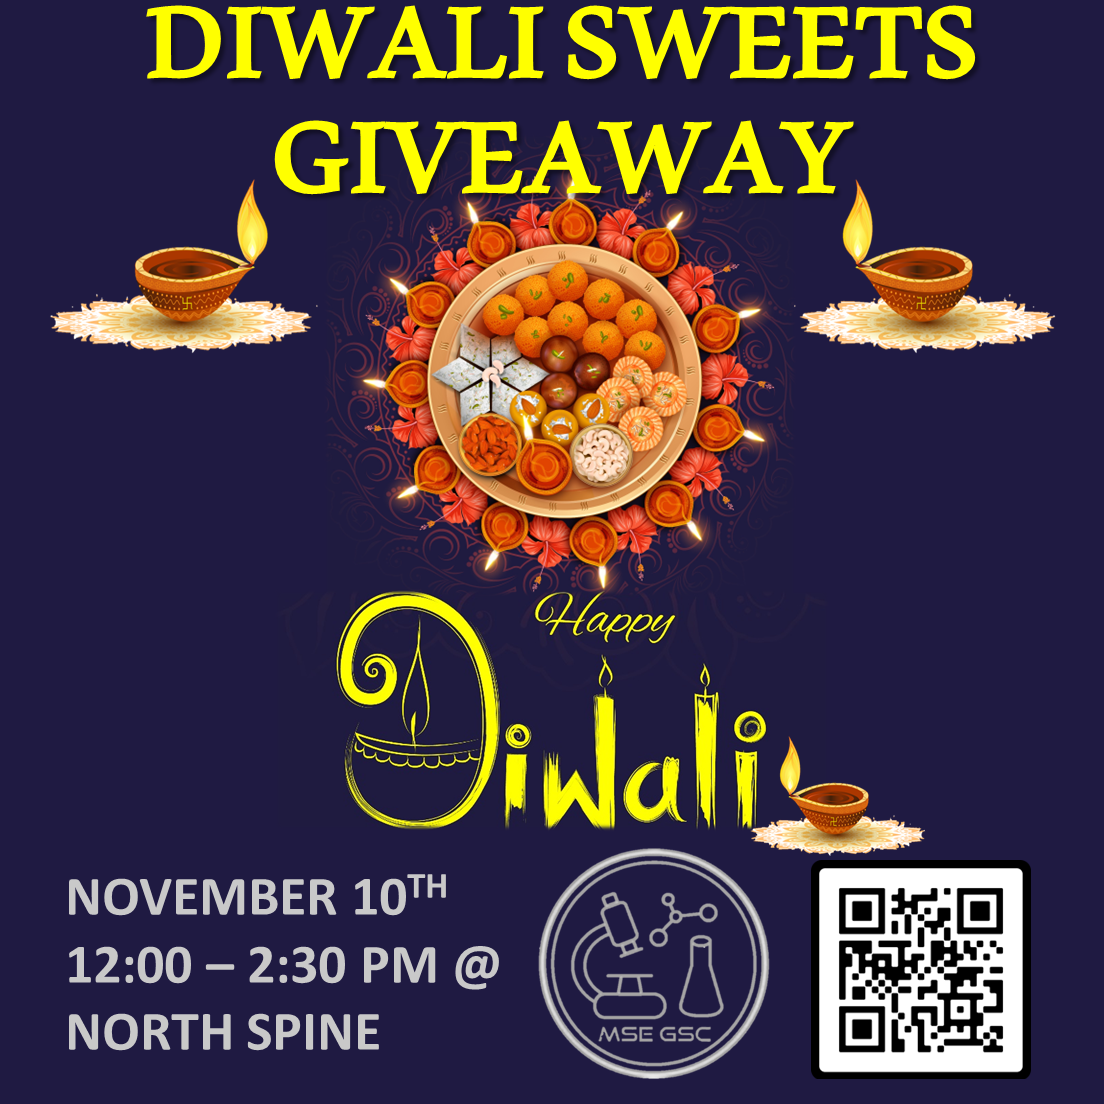 DIWALI SWEETS
GIVEAWAY
Happy
Diwali
NOVEMBER 10TH
12:00 – 2:30 PM @
NORTH SPINE
MSE GSC